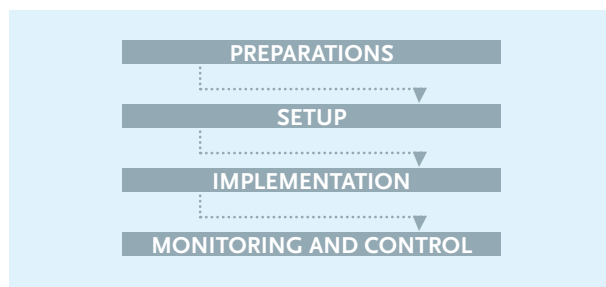 PREPARATIONS
SETUP
IMPLEMENTATION
MONITORING AND CONTROL